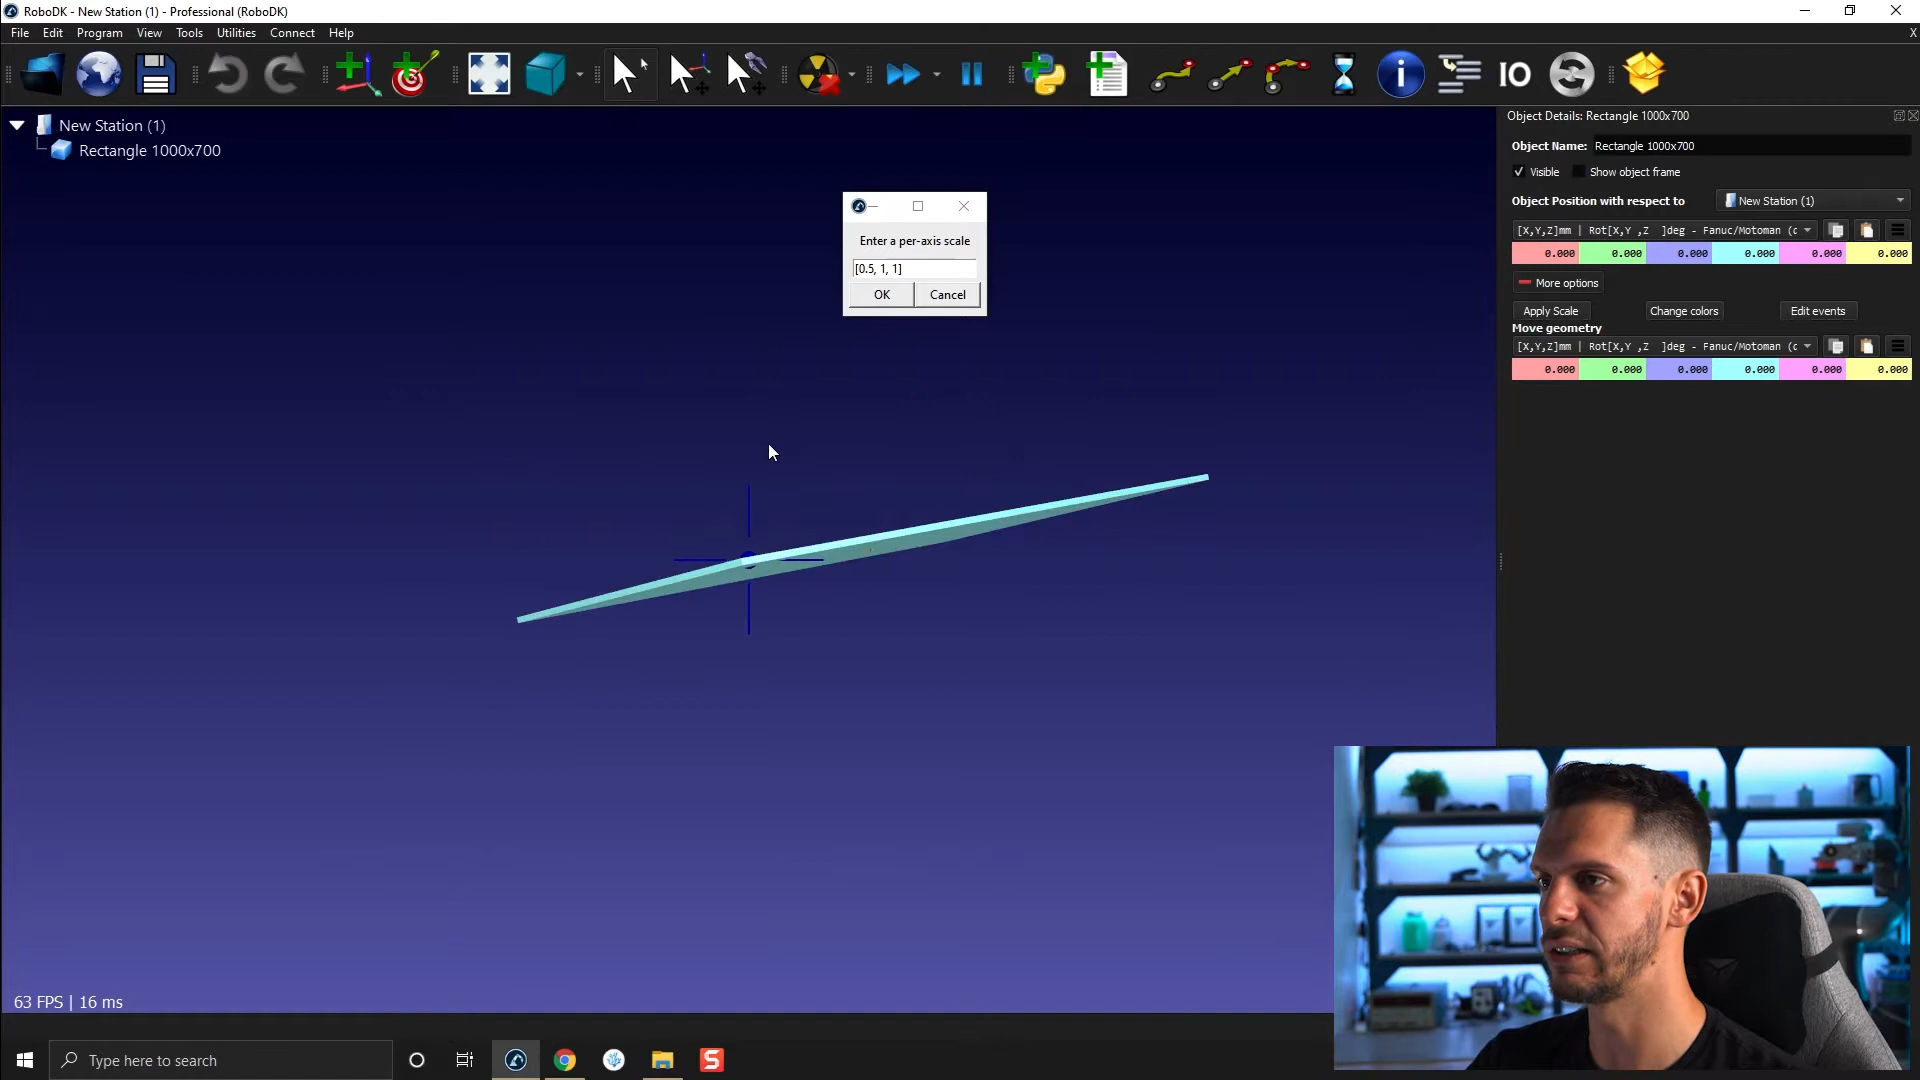 RoboDK - New Station (1) - Professional (RoboDK)
File Edit Program View Tools Utilities Connect Help
X
IO
New Station (1)
Rectangle 1000x700
Enter a per-axis scale
[0.5, 1, 1]
OK Cancel
Object Details: Rectangle 1000x700
Object Name: Rectangle 1000x700
Visible Show object frame
Object Position with respect to New Station (1)
[X,Y,Z]mm | Rot[X,Y ,Z ]deg - Fanuc/Motoman (c
0.000 0.000 0.000 0.000 0.000 0.000
More options
Apply Scale Change colors Edit events
Move geometry
[X,Y,Z]mm | Rot[X,Y ,Z ]deg - Fanuc/Motoman (c
0.000 0.000 0.000 0.000 0.000 0.000
63 FPS | 16 ms
Type here to search
S